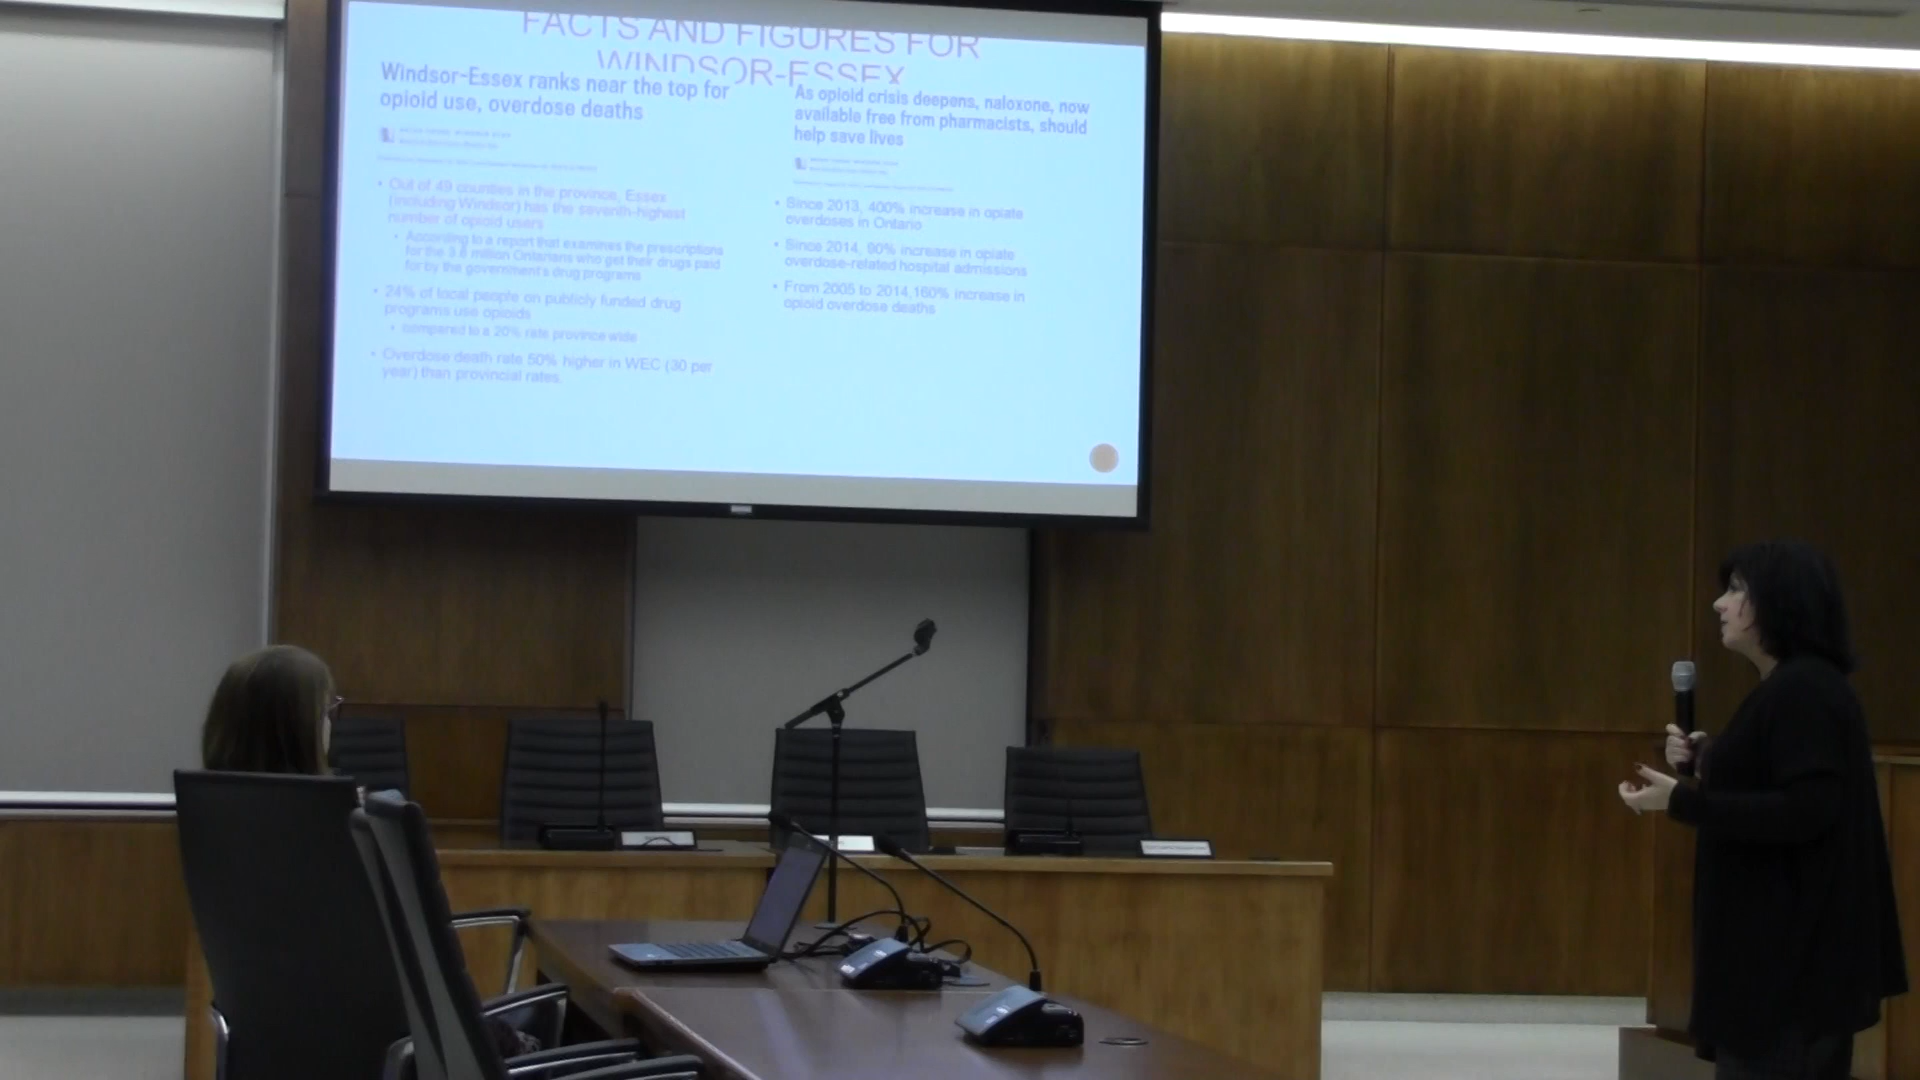 FACTS AND FIGURES FOR
WINDSOR-ESSEX
Windsor-Essex ranks near the top for
opioid use, overdose deaths
• Out of 49 counties in the province, Essex
(including Windsor) has the seventh-highest
number of opioid users
• According to a report that examines the prescriptions
for the 3.8 million Ontarians who get their drugs paid
for by the government's drug programs
• 24% of local people on publicly funded drug
programs use opioids
• compared to a 20% rate province wide
• Overdose death rate 50% higher in WEC (30 per
year) than provincial rates.
As opioid crisis deepens, naloxone, now
available free from pharmacists, should
help save lives
• Since 2013, 400% increase in opiate
overdoses in Ontario
• Since 2014, 90% increase in opiate
overdose-related hospital admissions
• From 2005 to 2014,160% increase in
opioid overdose deaths